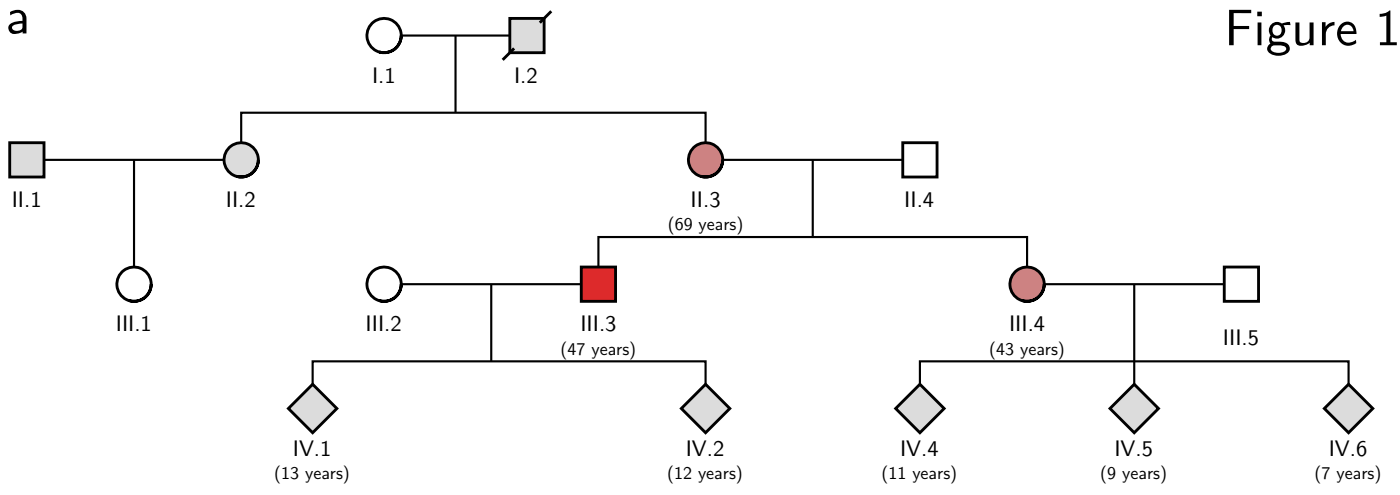 a
Figure 1
I.1
I.2
II.1
II.2
II.3
(69 years)
II.4
III.1
III.2
III.3
(47 years)
III.4
(43 years)
III.5
IV.1
(13 years)
IV.2
(12 years)
IV.4
(11 years)
IV.5
(9 years)
IV.6
(7 years)